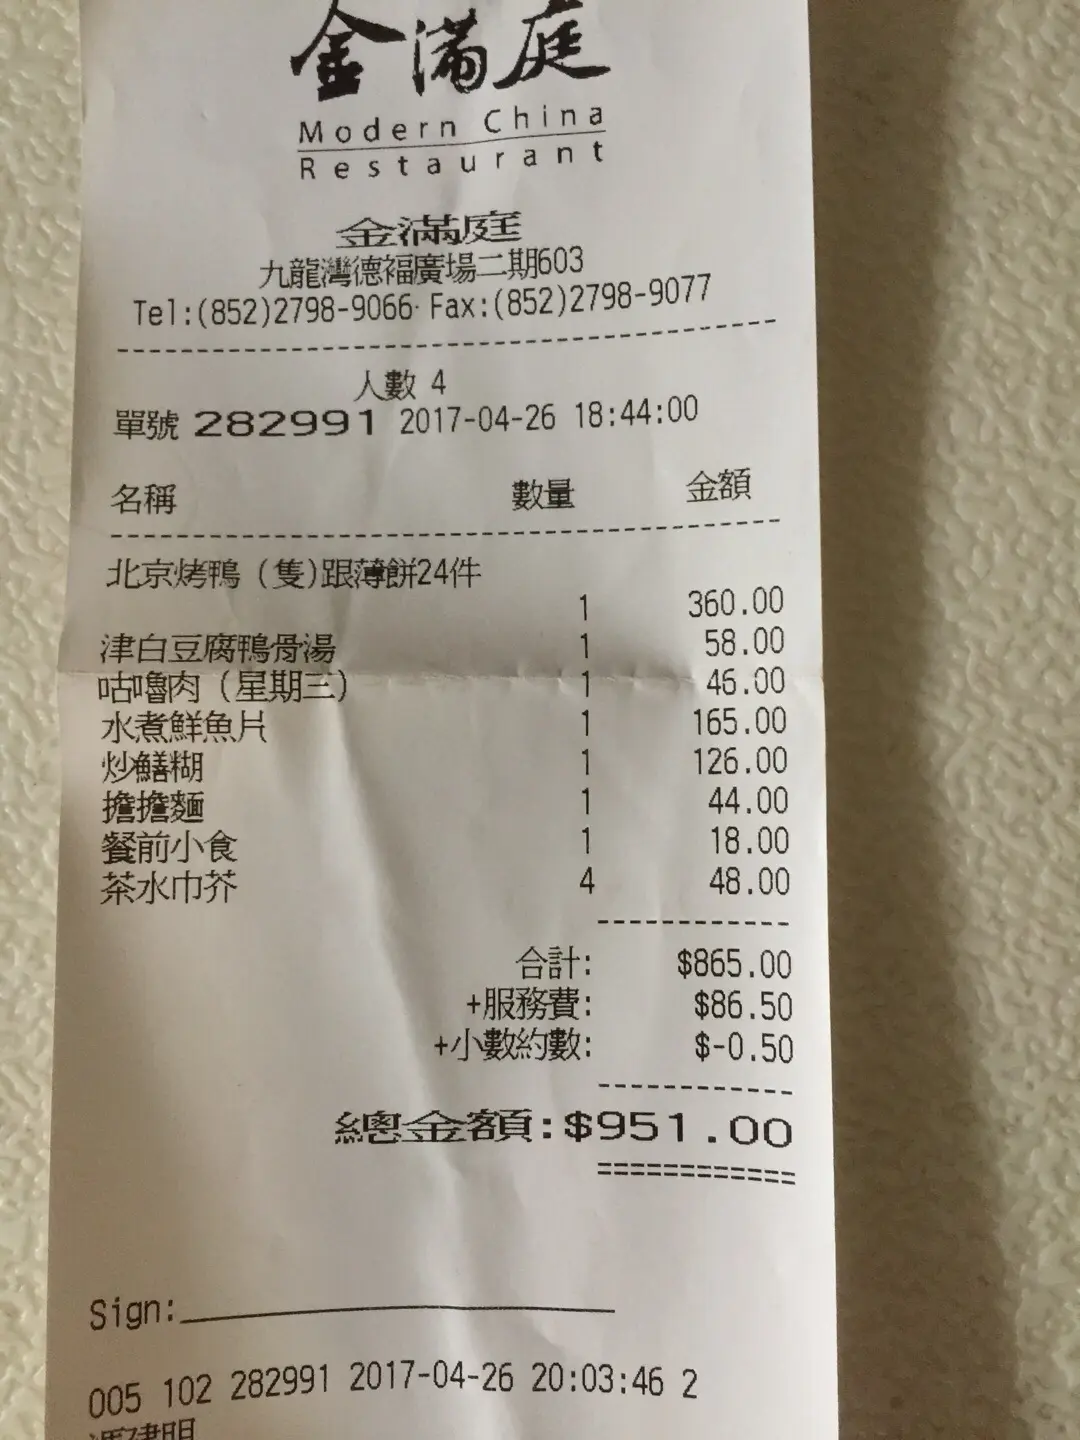 金滿庭
Modern China
Restaurant
金滿庭
九龍灣德福廣場二期603
Tel:(852)2798-9066 Fax:(852)2798-9077
人數 4
單號 282991 2017-04-26 18:44:00
名稱 數量 金額
北京烤鴨（隻)跟薄餅24件
1 360.00
津白豆腐鴨骨湯 1 58.00
咕嚕肉（星期三） 1 46.00
水煮鮮魚片 1 165.00
炒鱔糊 1 126.00
擔擔麵 1 44.00
餐前小食 1 18.00
茶水巾芥 4 48.00
合計: $865.00
+服務費: $86.50
+小數約數: $-0.50
總金額:$951.00
Sign:
005 102 282991 2017-04-26 20:03:46 2